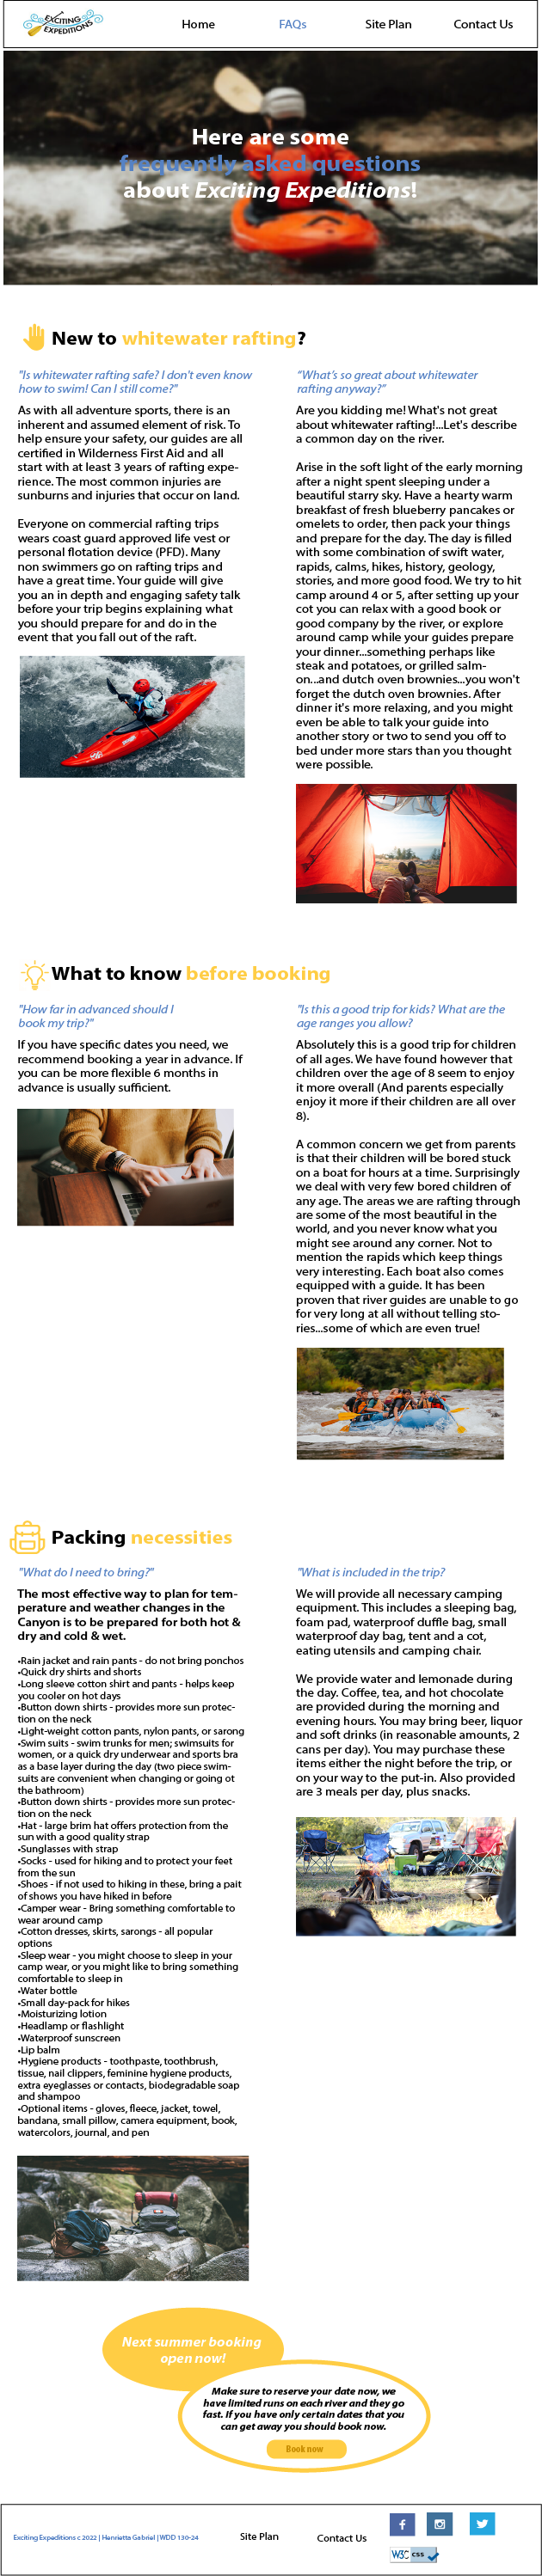 EXCITING
EXPEDITIONS
Home
FAQs
Site Plan
Contact Us
Here are some
frequently asked questions
about Exciting Expeditions!
New to whitewater rafting?
"Is whitewater rafting safe? I don't even know
how to swim! Can I still come?"
As with all adventure sports, there is an
inherent and assumed element of risk. To
help ensure your safety, our guides are all
certified in Wilderness First Aid and all
start with at least 3 years of rafting expe-
rience. The most common injuries are
sunburns and injuries that occur on land.
Everyone on commercial rafting trips
wears coast guard approved life vest or
personal flotation device (PFD). Many
non swimmers go on rafting trips and
have a great time. Your guide will give
you an in depth and engaging safety talk
before your trip begins explaining what
you should prepare for and do in the
event that you fall out of the raft.
“What’s so great about whitewater
rafting anyway?”
Are you kidding me! What's not great
about whitewater rafting!...Let's describe
a common day on the river.
Arise in the soft light of the early morning
after a night spent sleeping under a
beautiful starry sky. Have a hearty warm
breakfast of fresh blueberry pancakes or
omelets to order, then pack your things
and prepare for the day. The day is filled
with some combination of swift water,
rapids, calms, hikes, history, geology,
stories, and more good food. We try to hit
camp around 4 or 5, after setting up your
cot you can relax with a good book or
good company by the river, or explore
around camp while your guides prepare
your dinner...something perhaps like
steak and potatoes, or grilled salm-
on...and dutch oven brownies...you won't
forget the dutch oven brownies. After
dinner it's more relaxing, and you might
even be able to talk your guide into
another story or two to send you off to
bed under more stars than you thought
were possible.
What to know before booking
"How far in advanced should I
book my trip?"
If you have specific dates you need, we
recommend booking a year in advance. If
you can be more flexible 6 months in
advance is usually sufficient.
"Is this a good trip for kids? What are the
age ranges you allow?
Absolutely this is a good trip for children
of all ages. We have found however that
children over the age of 8 seem to enjoy
it more overall (And parents especially
enjoy it more if their children are all over
8).
A common concern we get from parents
is that their children will be bored stuck
on a boat for hours at a time. Surprisingly
we deal with very few bored children of
any age. The areas we are rafting through
are some of the most beautiful in the
world, and you never know what you
might see around any corner. Not to
mention the rapids which keep things
very interesting. Each boat also comes
equipped with a guide. It has been
proven that river guides are unable to go
for very long at all without telling sto-
ries...some of which are even true!
Packing necessities
"What do I need to bring?"
The most effective way to plan for tem-
perature and weather changes in the
Canyon is to be prepared for both hot &
dry and cold & wet.
•Rain jacket and rain pants - do not bring ponchos
•Quick dry shirts and shorts
•Long sleeve cotton shirt and pants - helps keep
you cooler on hot days
•Button down shirts - provides more sun protec-
tion on the neck
•Light-weight cotton pants, nylon pants, or sarong
•Swim suits - swim trunks for men; swimsuits for
women, or a quick dry underwear and sports bra
as a base layer during the day (two piece swim-
suits are convenient when changing or going ot
the bathroom)
•Button down shirts - provides more sun protec-
tion on the neck
•Hat - large brim hat offers protection from the
sun with a good quality strap
•Sunglasses with strap
•Socks - used for hiking and to protect your feet
from the sun
•Shoes - if not used to hiking in these, bring a pait
of shows you have hiked in before
•Camper wear - Bring something comfortable to
wear around camp
•Cotton dresses, skirts, sarongs - all popular
options
•Sleep wear - you might choose to sleep in your
camp wear, or you might like to bring something
comfortable to sleep in
•Water bottle
•Small day-pack for hikes
•Moisturizing lotion
•Headlamp or flashlight
•Waterproof sunscreen
•Lip balm
•Hygiene products - toothpaste, toothbrush,
tissue, nail clippers, feminine hygiene products,
extra eyeglasses or contacts, biodegradable soap
and shampoo
•Optional items - gloves, fleece, jacket, towel,
bandana, small pillow, camera equipment, book,
watercolors, journal, and pen
"What is included in the trip?
We will provide all necessary camping
equipment. This includes a sleeping bag,
foam pad, waterproof duffle bag, small
waterproof day bag, tent and a cot,
eating utensils and camping chair.
We provide water and lemonade during
the day. Coffee, tea, and hot chocolate
are provided during the morning and
evening hours. You may bring beer, liquor
and soft drinks (in reasonable amounts, 2
cans per day). You may purchase these
items either the night before the trip, or
on your way to the put-in. Also provided
are 3 meals per day, plus snacks.
Next summer booking
open now!
Make sure to reserve your date now, we
have limited runs on each river and they go
fast. If you have only certain dates that you
can get away you should book now.
Book now
Exciting Expeditions c 2022 | Henrietta Gabriel | WDD 130-24
Site Plan
Contact Us
W3C css